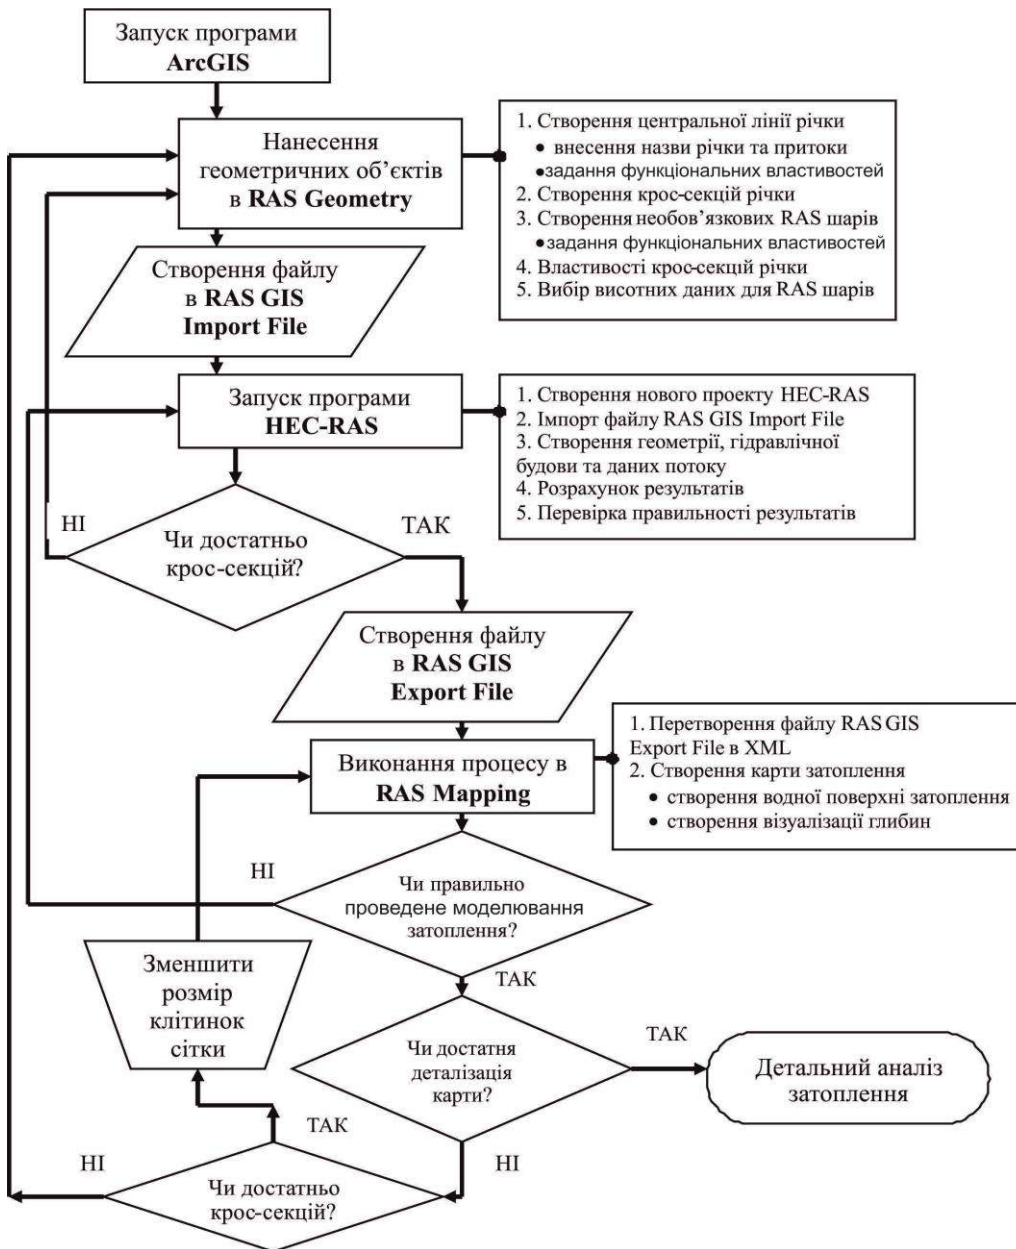 Запуск програми
ArcGIS
Нанесення
геометричних об’єктів
в RAS Geometry
1. Створення центральної лінії річки
• внесення назви річки та притоки
•задання функціональних властивостей
2. Створення крос-секцій річки
3. Створення необов’язкових RAS шарів
•задання функціональних властивостей
4. Властивості крос-секцій річки
5. Вибір висотних даних для RAS шарів
Створення файлу
в RAS GIS
Import File
Запуск програми
HEC-RAS
1. Створення нового проекту HEC-RAS
2. Імпорт файлу RAS GIS Import File
3. Створення геометрії, гідравлічної
будови та даних потоку
4. Розрахунок результатів
5. Перевірка правильності результатів
НІ
ТАК
Чи достатньо
крос-секцій?
Створення файлу
в RAS GIS
Export File
Виконання процесу в
RAS Mapping
1. Перетворення файлу RAS GIS
Export File в XML
2. Створення карти затоплення
• створення водної поверхні затоплення
• створення візуалізації глибин
НІ
Чи правильно
проведене моделювання
затоплення?
ТАК
Зменшити
розмір
клітинок
сітки
Чи достатня
деталізація
карти?
ТАК
Детальний аналіз
затоплення
ТАК
НІ
НІ
Чи достатньо
крос-секцій?